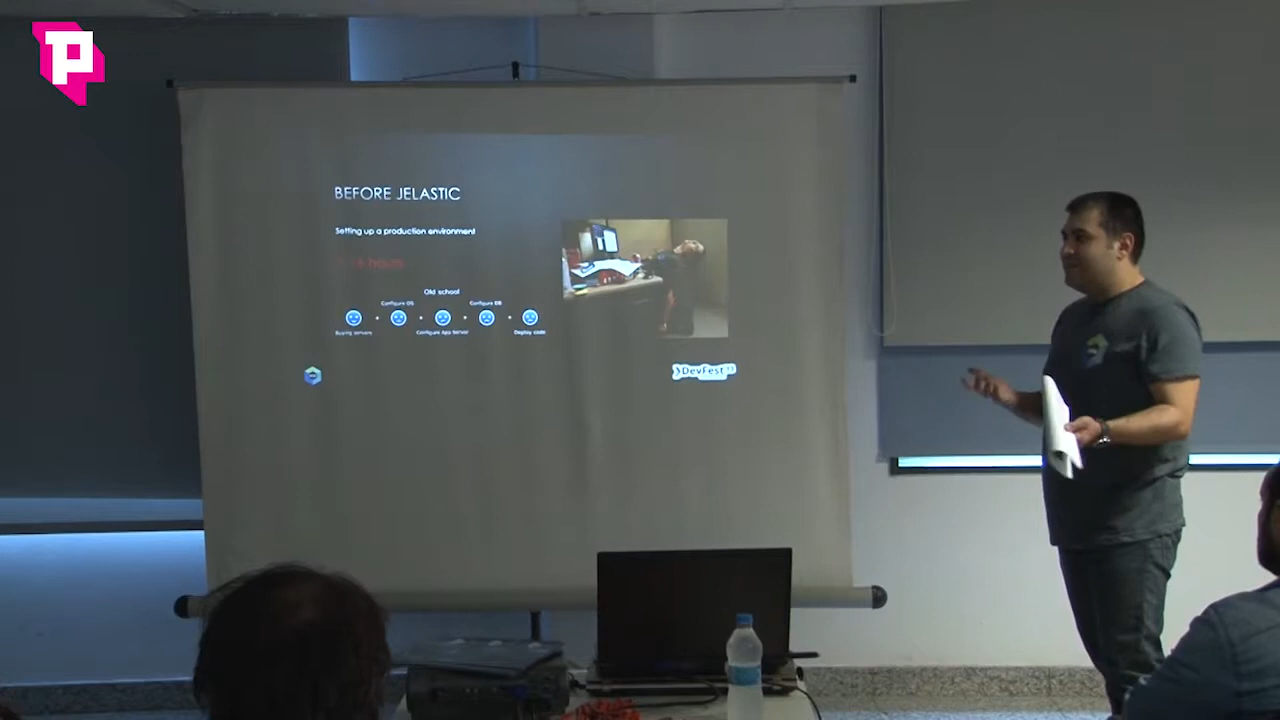 P
BEFORE JELASTIC
Setting up a production environment
hours
Old school
Configure OS
Configure DB
Buying servers
Configure App Server
Deploy code
DevFest